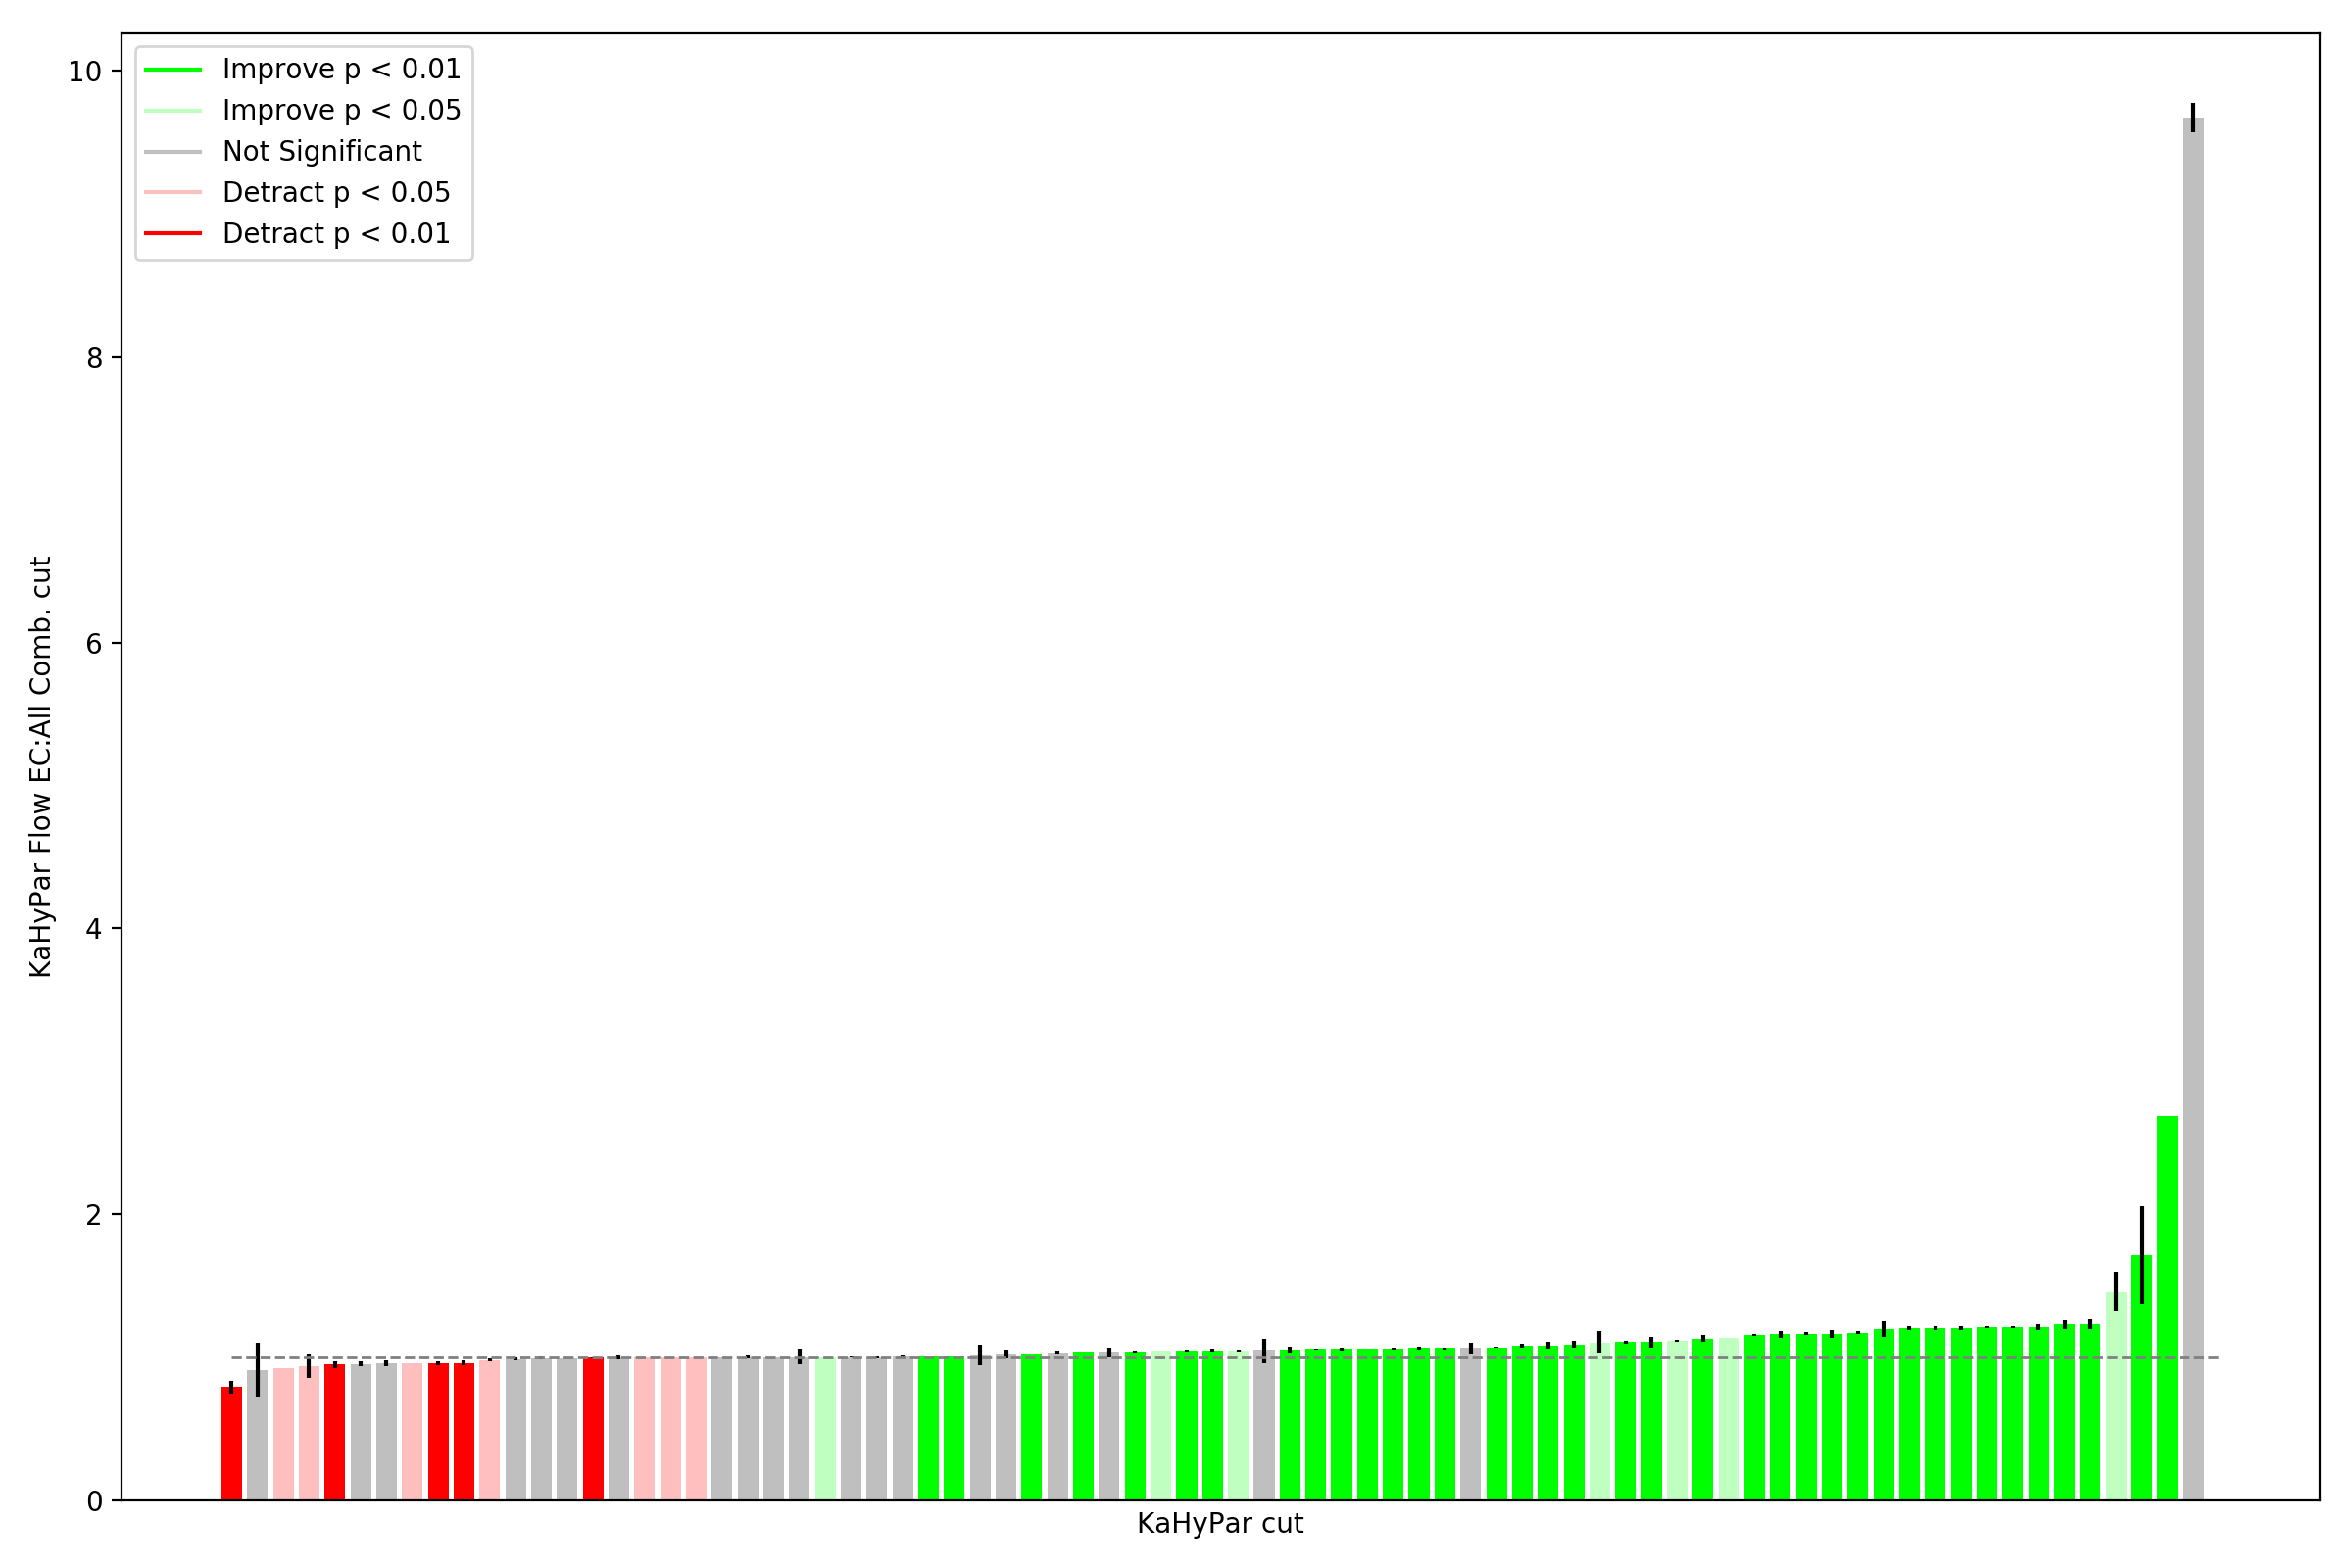 Improve p < 0.01
Improve p < 0.05
Not Significant
Detract p < 0.05
Detract p < 0.01
10
8
6
4
2
0
KaHyPar Flow EC:All Comb. cut
KaHyPar cut